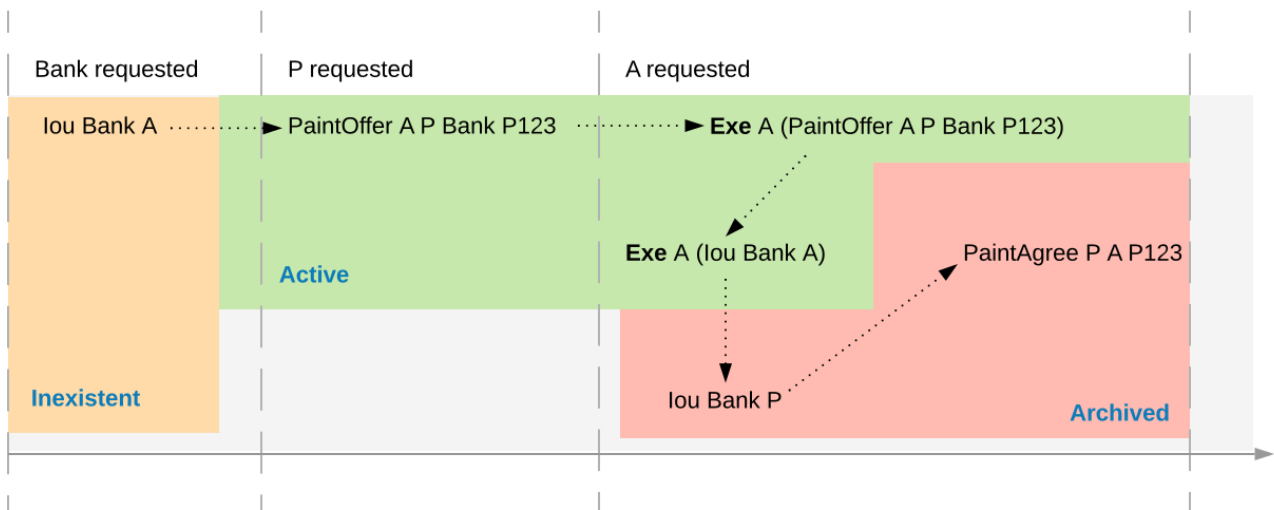 Bank requested
P requested
A requested
Iou Bank A
PaintOffer A P Bank P123
Exe A (PaintOffer A P Bank P123)
Exe A (Iou Bank A)
PaintAgree P A P123
Active
Inexistent
Iou Bank P
Archived